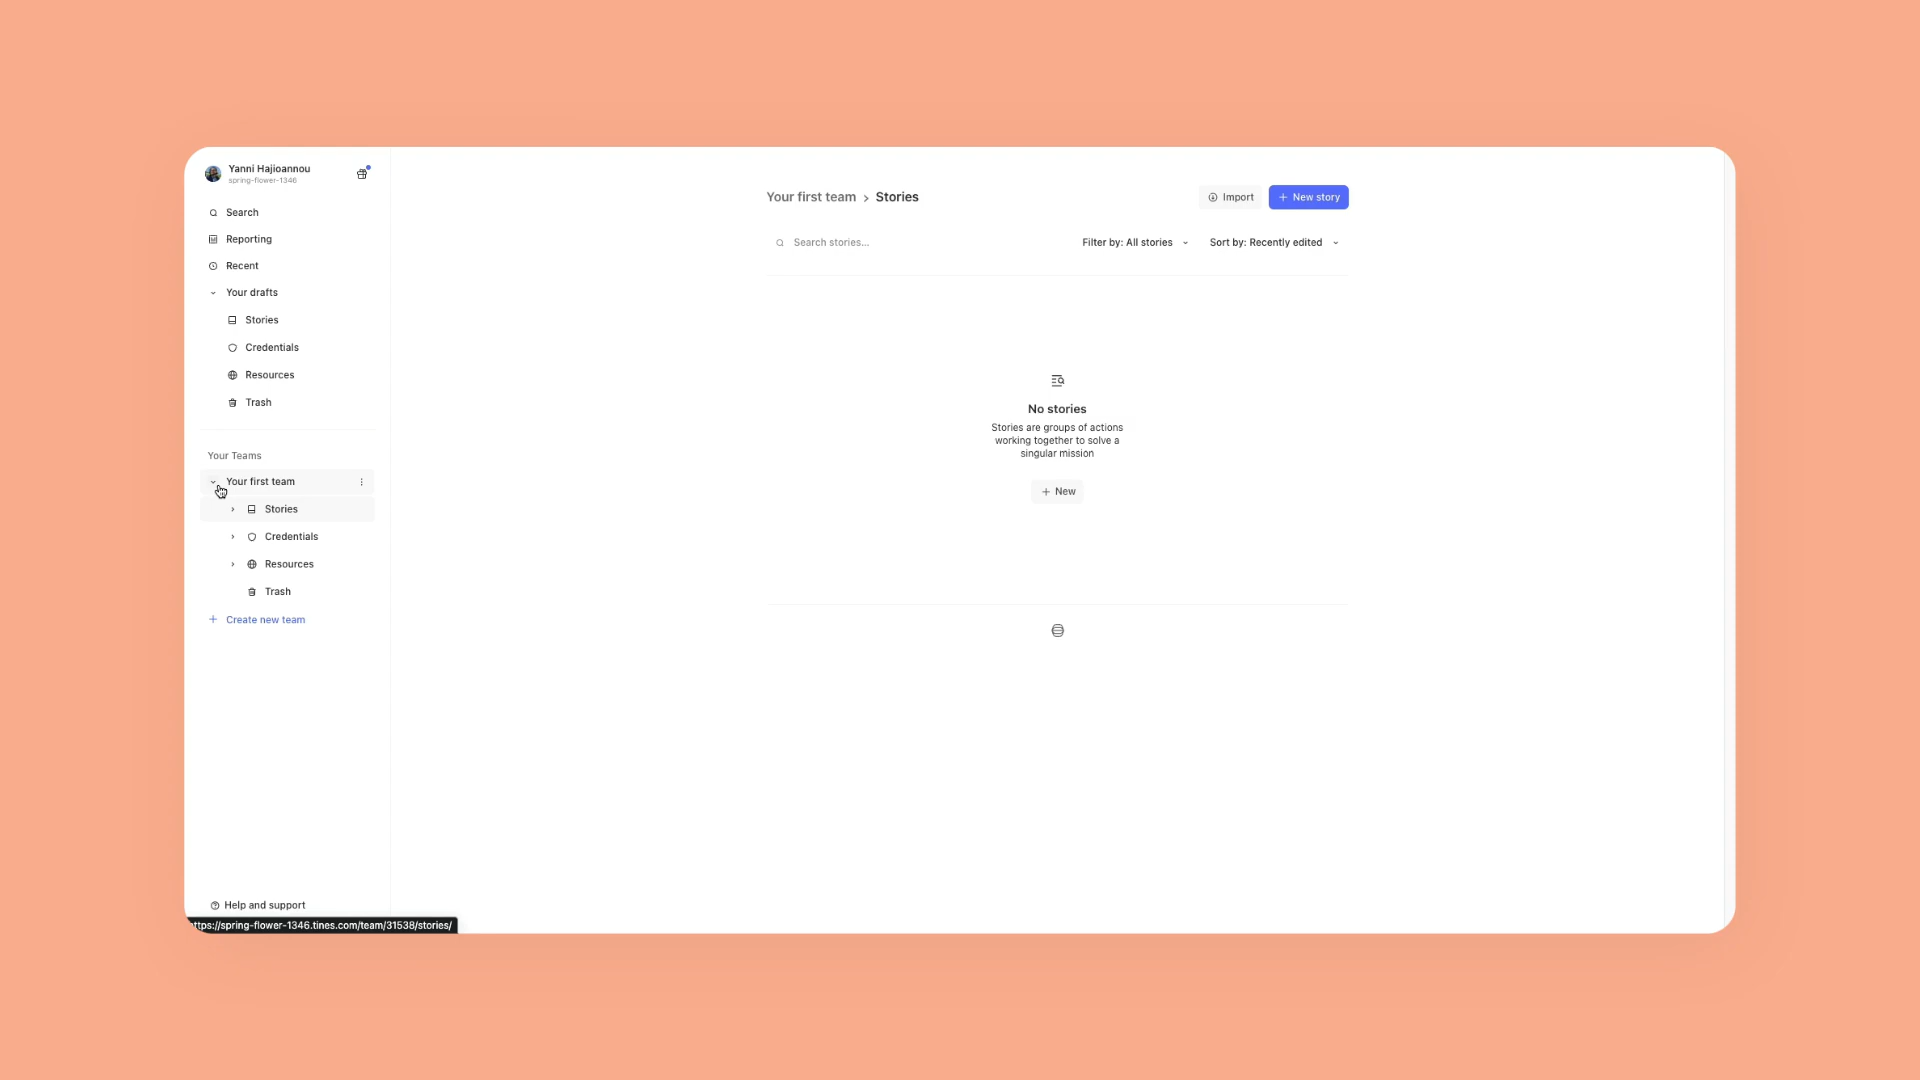 Yanni Hajioannou
spring-flower-1346
Search
Reporting
Recent
Your drafts
Stories
Credentials
Resources
Trash
Your Teams
Your first team
Stories
Credentials
Resources
Trash
Create new team
Help and support
ttps://spring-flower-1346.tines.com/team/31538/stories/
Your first team › Stories
Import
New story
Search stories...
Filter by: All stories
Sort by: Recently edited
No stories
Stories are groups of actions
working together to solve a
singular mission
New